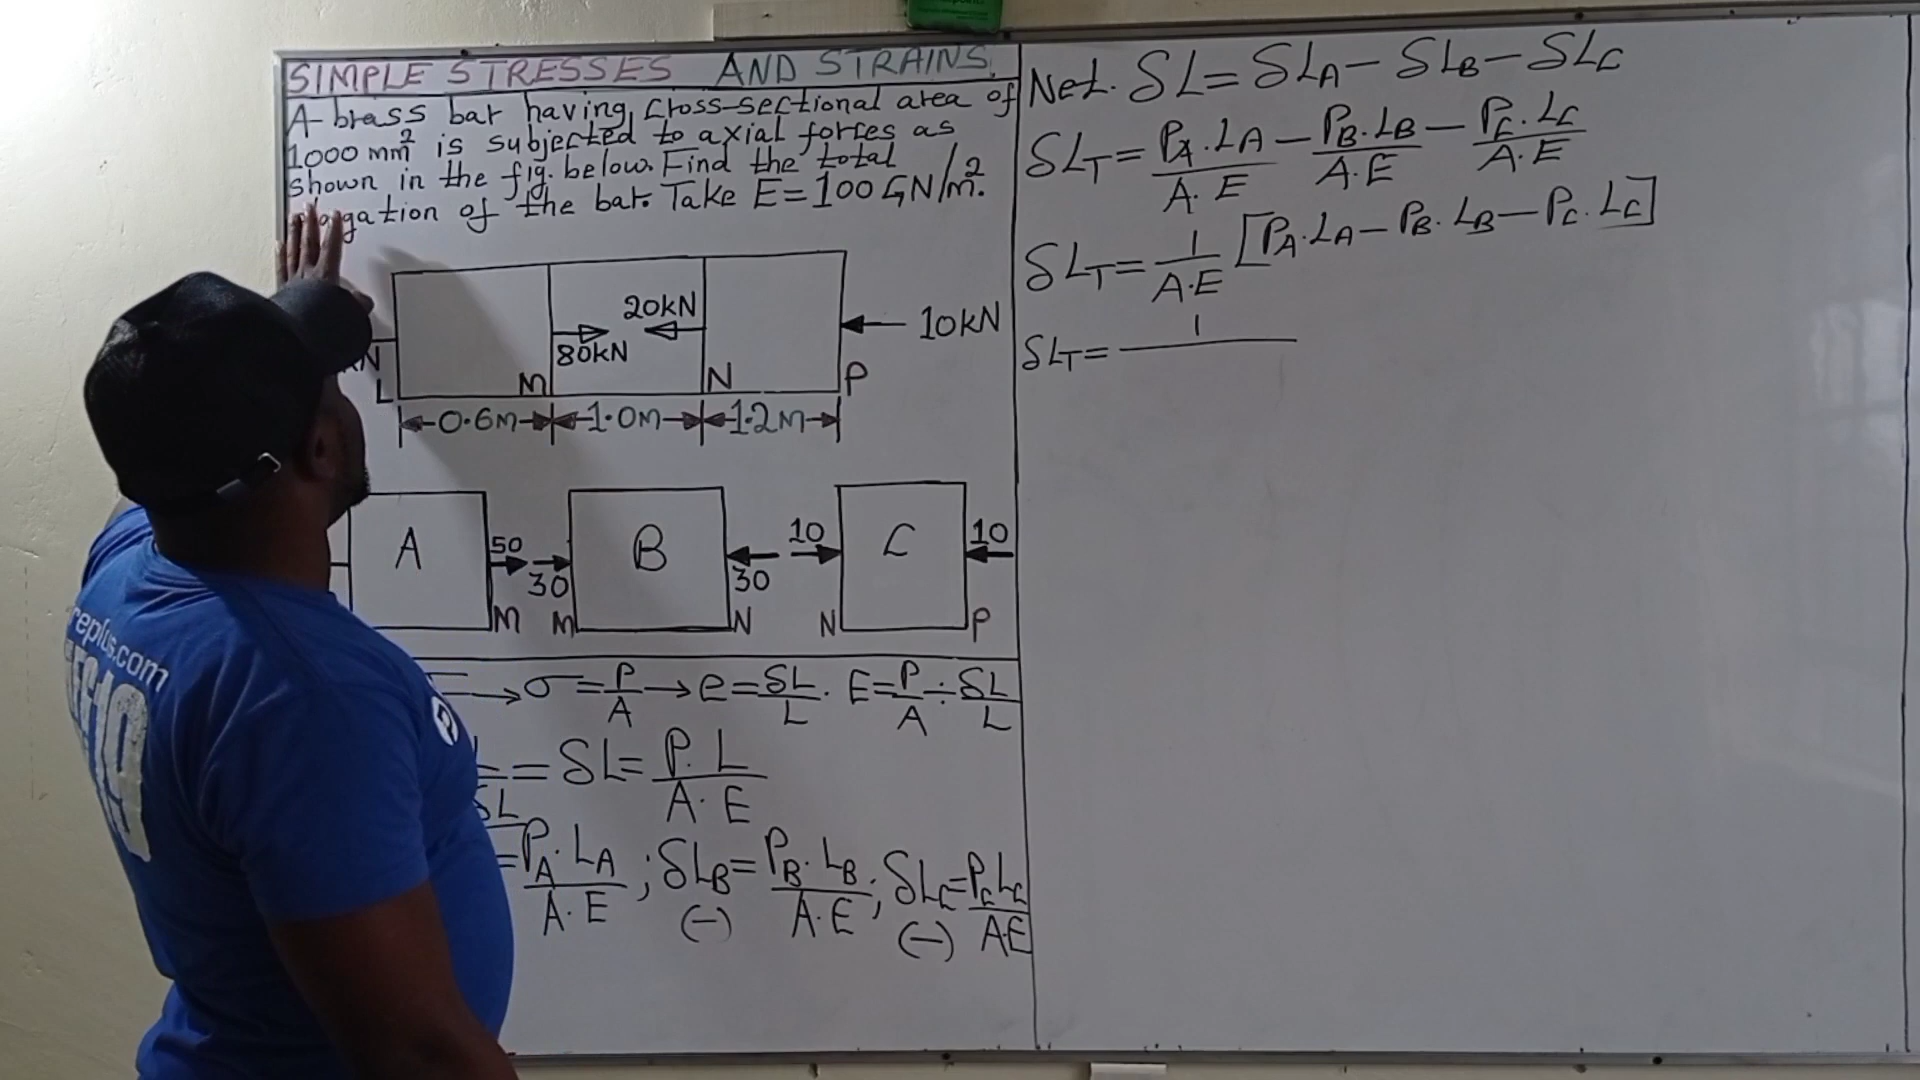 SIMPLE STRESSES AND STRAINS.
A brass bar having cross-sectional area of
1000 mm² is subjected to axial forces as
shown in the fig. below. Find the total
elongation of the bar. Take E=100 GN/m².
20kN
80kN
10kN
N
L M N P
0.6m 1.0m 1.2m
A 50 30 B 30 10 C 10
M M N N P
→ σ = P/A → e = δL/L . E = P/A ÷ δL/L
= δL = P.L/A.E
δL
= PA.LA/A.E ; δLB = PB.LB/A.E ; δLC = PC LC/A.E
(-) (-)
Net. δL = δLA - δLB - δLC
δLT = PA.LA/A.E - PB.LB/A.E - PC.LC/A.E
δLT = 1/A.E [PA.LA - PB.LB - PC.LC]
δLT = 1/
replus.com